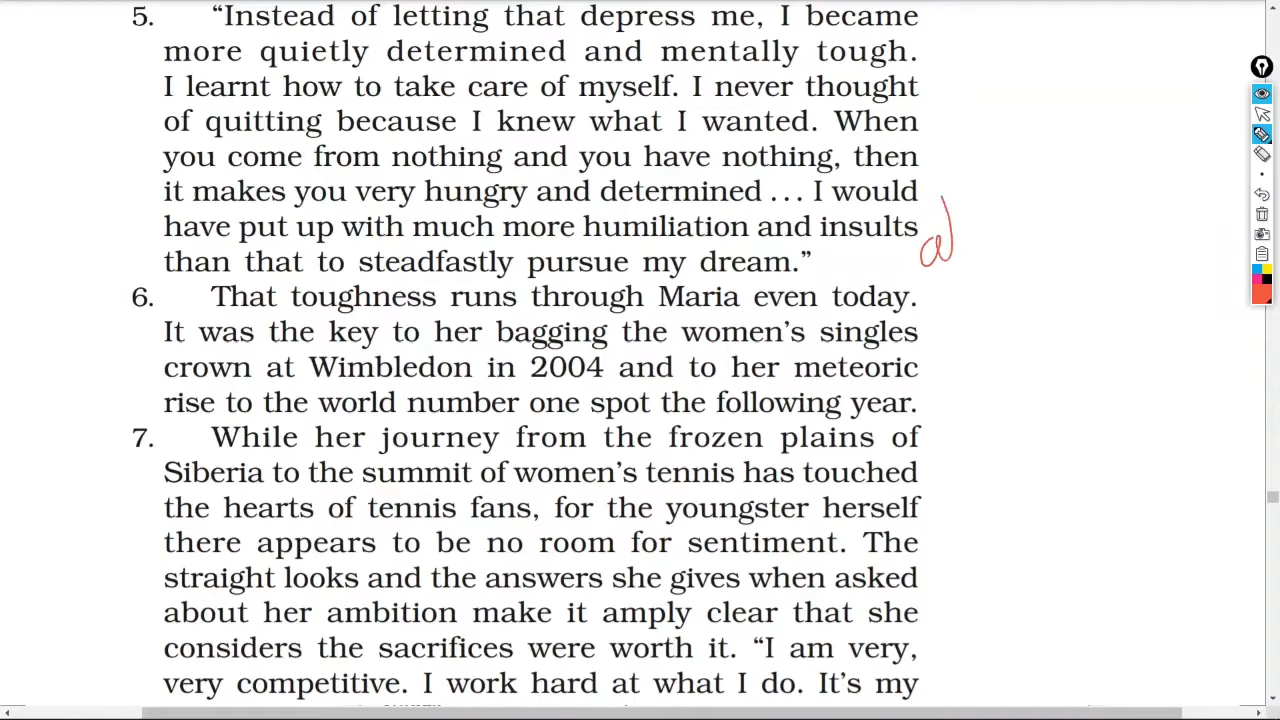 5. “Instead of letting that depress me, I became
more quietly determined and mentally tough.
I learnt how to take care of myself. I never thought
of quitting because I knew what I wanted. When
you come from nothing and you have nothing, then
it makes you very hungry and determined ... I would
have put up with much more humiliation and insults
than that to steadfastly pursue my dream.”
6. That toughness runs through Maria even today.
It was the key to her bagging the women’s singles
crown at Wimbledon in 2004 and to her meteoric
rise to the world number one spot the following year.
7. While her journey from the frozen plains of
Siberia to the summit of women’s tennis has touched
the hearts of tennis fans, for the youngster herself
there appears to be no room for sentiment. The
straight looks and the answers she gives when asked
about her ambition make it amply clear that she
considers the sacrifices were worth it. “I am very,
very competitive. I work hard at what I do. It’s my